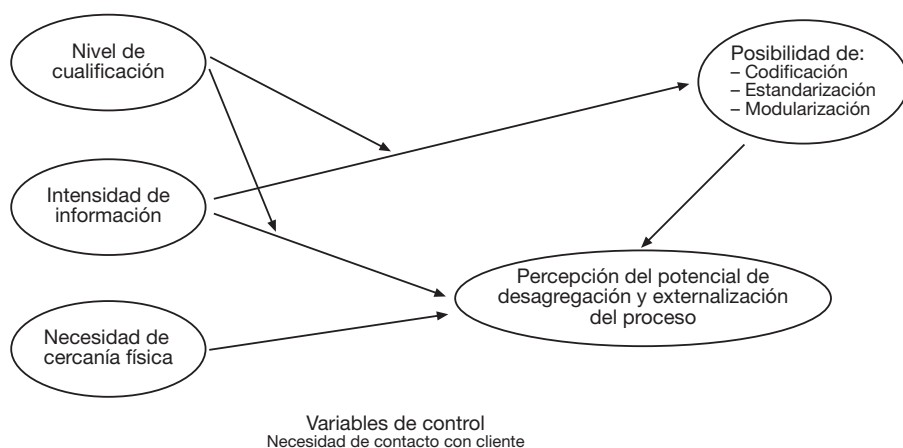 Nivel de
cualificación
Posibilidad de:
– Codificación
– Estandarización
– Modularización
Intensidad de
información
Percepción del potencial de
desagregación y externalización
del proceso
Necesidad de
cercanía física
Variables de control
Necesidad de contacto con cliente